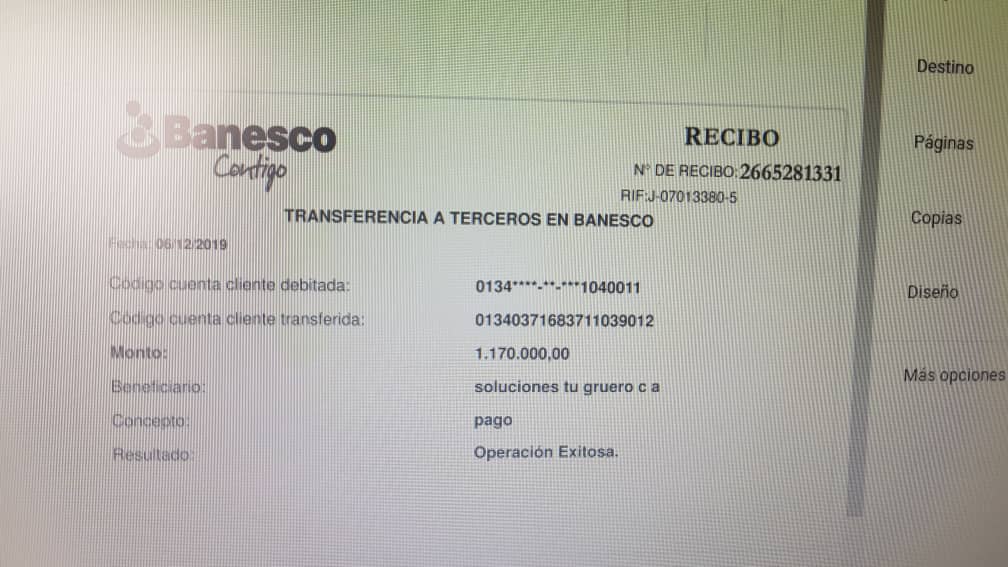 Banesco
Contigo
RECIBO
N° DE RECIBO:2665281331
RIF:J-07013380-5
TRANSFERENCIA A TERCEROS EN BANESCO
Fecha: 06/12/2019
Código cuenta cliente debitada: 0134****-**-***1040011
Código cuenta cliente transferida: 01340371683711039012
Monto: 1.170.000,00
Beneficiario: soluciones tu gruero c a
Concepto: pago
Resultado: Operación Exitosa.
Destino
Páginas
Copias
Diseño
Más opciones